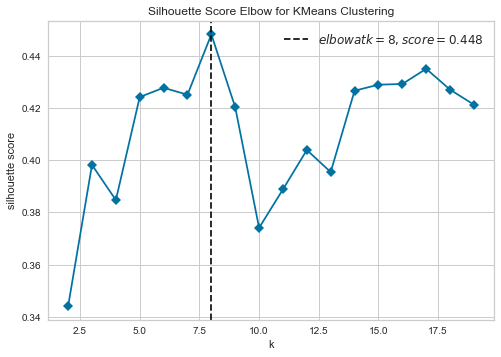 Silhouette Score Elbow for KMeans Clustering
elbowatk = 8, score = 0.448
0.44
0.42
0.40
0.38
0.36
0.34
silhouette score
2.5 5.0 7.5 10.0 12.5 15.0 17.5
k